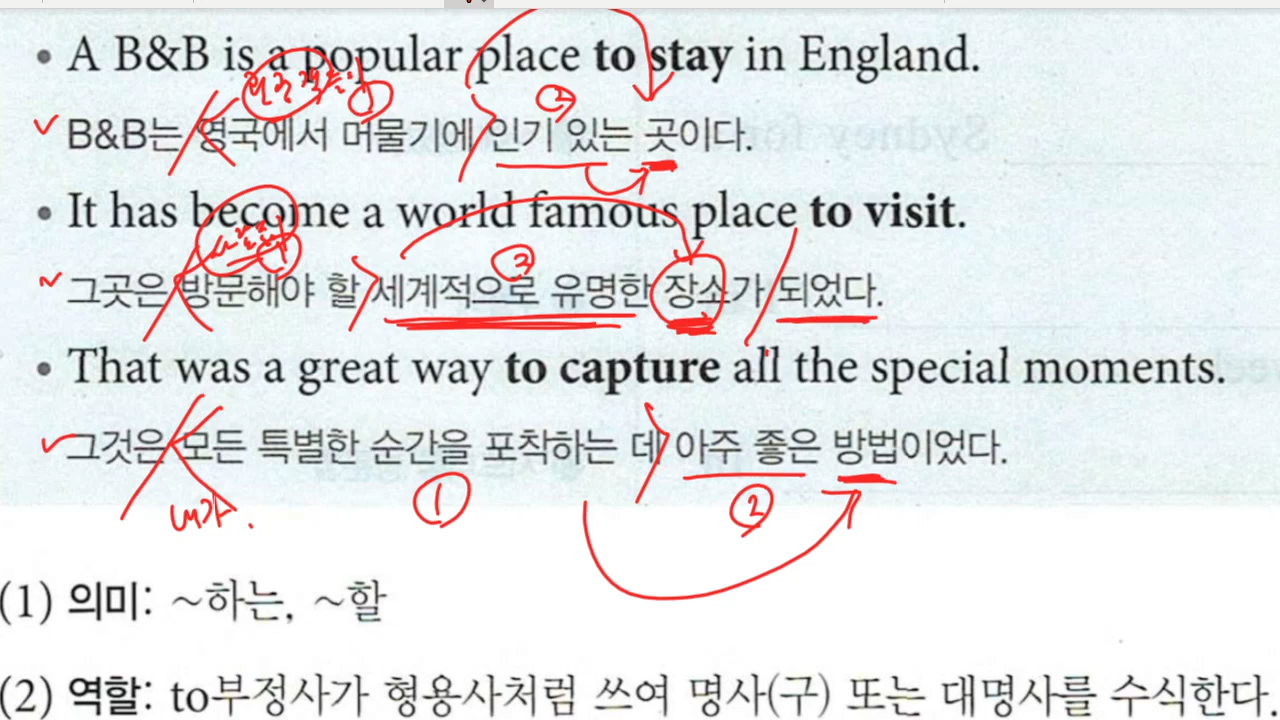 • A B&B is a popular place to stay in England.
②
B&B는 영국에서 머물기에 인기 있는 곳이다.
• It has become a world famous place to visit.
②
그곳은 방문해야 할 세계적으로 유명한 장소가 되었다.
• That was a great way to capture all the special moments.
그것은 모든 특별한 순간을 포착하는 데 아주 좋은 방법이었다.
내가. ① ②
(1) 의미: ~하는, ~할
(2) 역할: to부정사가 형용사처럼 쓰여 명사(구) 또는 대명사를 수식한다.